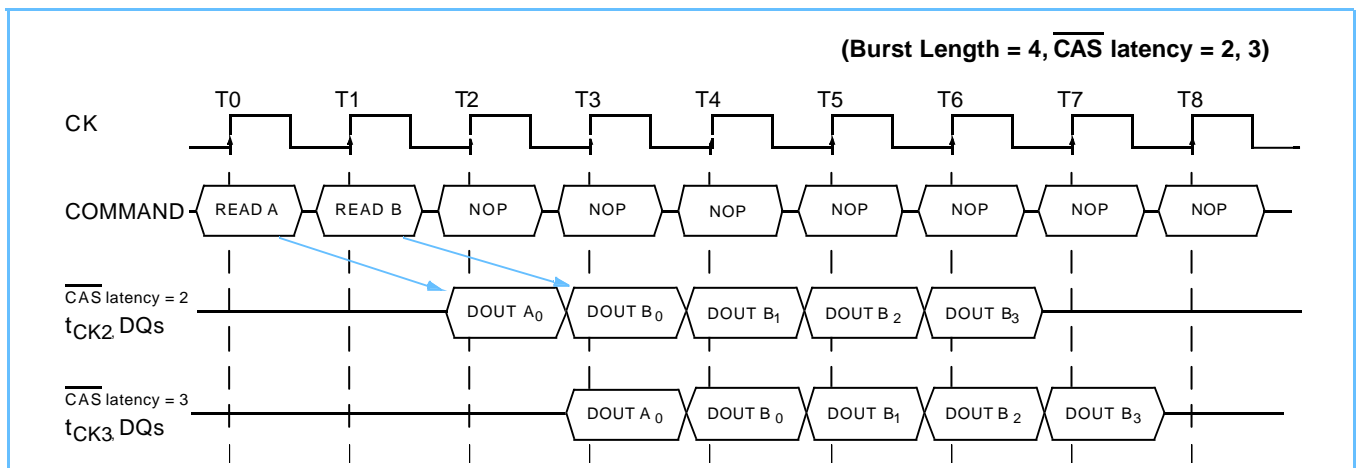 (Burst Length = 4, CAS latency = 2, 3)
T0 T1 T2 T3 T4 T5 T6 T7 T8
CK
COMMAND READ A READ B NOP NOP NOP NOP NOP NOP NOP
CAS latency = 2
tCK2, DQs DOUT A0 DOUT B0 DOUT B1 DOUT B2 DOUT B3
CAS latency = 3
tCK3, DQs DOUT A0 DOUT B0 DOUT B1 DOUT B2 DOUT B3